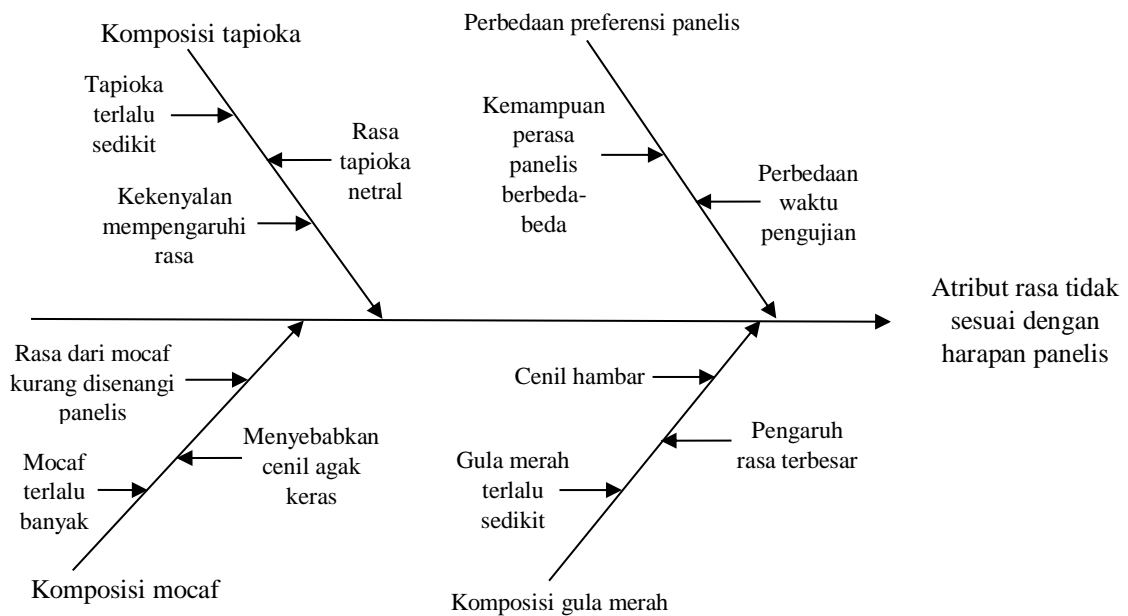 Komposisi tapioka
Tapioka
terlalu
sedikit
Rasa
tapioka
netral
Kekenyalan
mempengaruhi
rasa
Perbedaan preferensi panelis
Kemampuan
perasa
panelis
berbeda-
beda
Perbedaan
waktu
pengujian
Atribut rasa tidak
sesuai dengan
harapan panelis
Rasa dari mocaf
kurang disenangi
panelis
Menyebabkan
cenil agak
keras
Mocaf
terlalu
banyak
Komposisi mocaf
Cenil hambar
Pengaruh
rasa terbesar
Gula merah
terlalu
sedikit
Komposisi gula merah